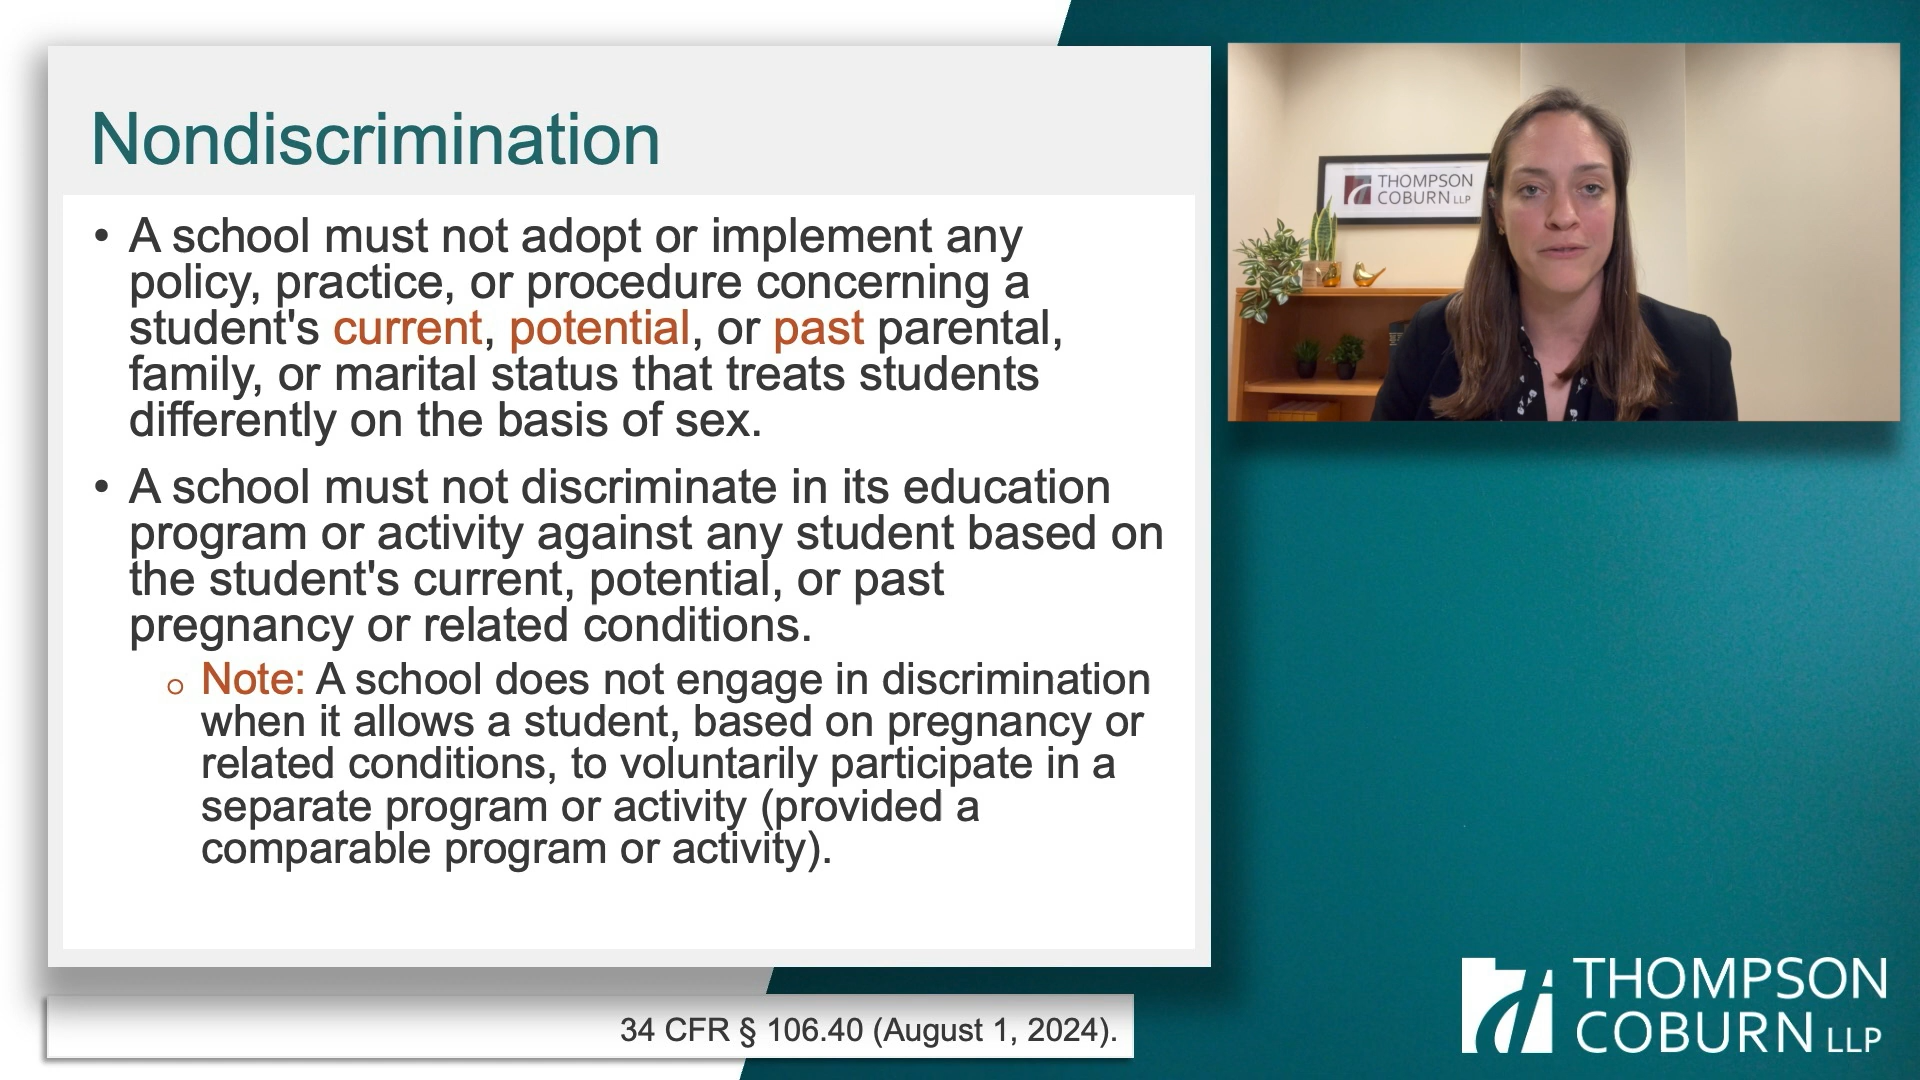 Nondiscrimination
• A school must not adopt or implement any
policy, practice, or procedure concerning a
student's current, potential, or past parental,
family, or marital status that treats students
differently on the basis of sex.
• A school must not discriminate in its education
program or activity against any student based on
the student's current, potential, or past
pregnancy or related conditions.
o Note: A school does not engage in discrimination
when it allows a student, based on pregnancy or
related conditions, to voluntarily participate in a
separate program or activity (provided a
comparable program or activity).
34 CFR § 106.40 (August 1, 2024).
THOMPSON
COBURN LLP
THOMPSON
COBURN LLP